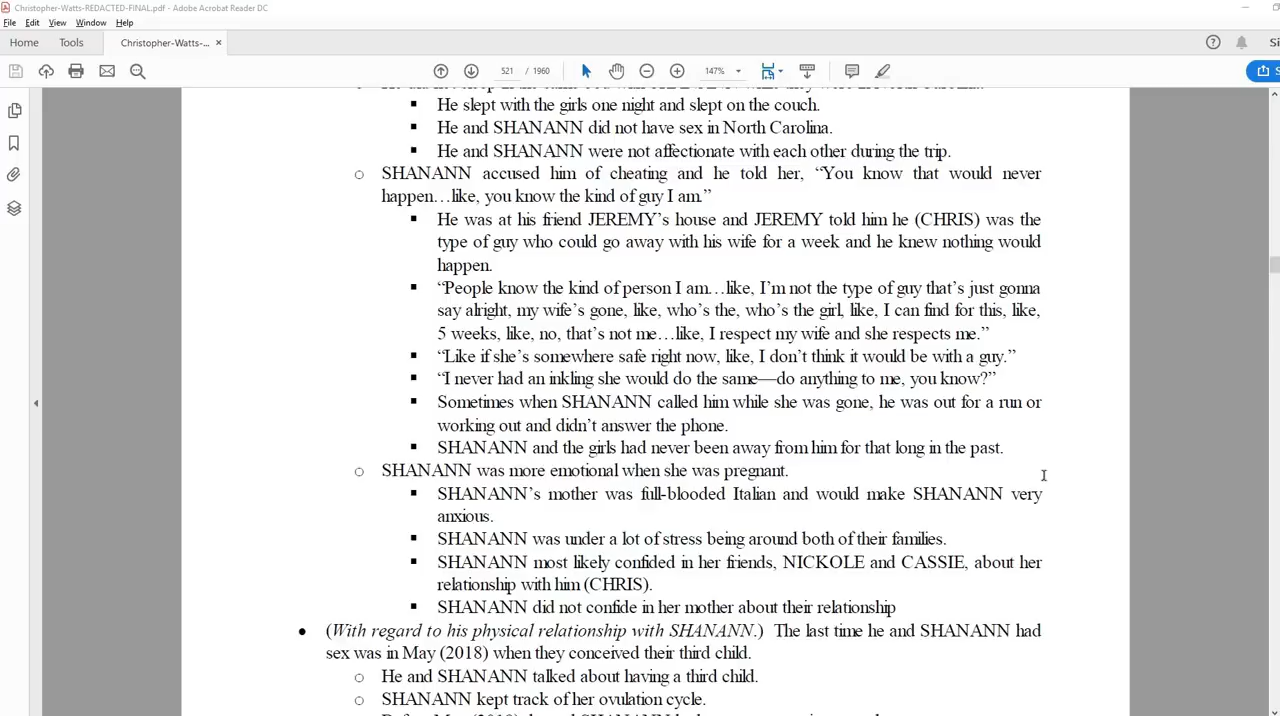 Christopher-Watts-REDACTED-FINAL.pdf - Adobe Acrobat Reader DC
File Edit View Window Help
Home Tools Christopher-Watts-... ×
521 / 1960 147%
He slept with the girls one night and slept on the couch.
He and SHANANN did not have sex in North Carolina.
He and SHANANN were not affectionate with each other during the trip.
SHANANN accused him of cheating and he told her, “You know that would never
happen…like, you know the kind of guy I am.”
He was at his friend JEREMY’s house and JEREMY told him he (CHRIS) was the
type of guy who could go away with his wife for a week and he knew nothing would
happen.
“People know the kind of person I am…like, I’m not the type of guy that’s just gonna
say alright, my wife’s gone, like, who’s the, who’s the girl, like, I can find for this, like,
5 weeks, like, no, that’s not me…like, I respect my wife and she respects me.”
“Like if she’s somewhere safe right now, like, I don’t think it would be with a guy.”
“I never had an inkling she would do the same—do anything to me, you know?”
Sometimes when SHANANN called him while she was gone, he was out for a run or
working out and didn’t answer the phone.
SHANANN and the girls had never been away from him for that long in the past.
SHANANN was more emotional when she was pregnant.
SHANANN’s mother was full-blooded Italian and would make SHANANN very
anxious.
SHANANN was under a lot of stress being around both of their families.
SHANANN most likely confided in her friends, NICKOLE and CASSIE, about her
relationship with him (CHRIS).
SHANANN did not confide in her mother about their relationship
(With regard to his physical relationship with SHANANN.) The last time he and SHANANN had
sex was in May (2018) when they conceived their third child.
He and SHANANN talked about having a third child.
SHANANN kept track of her ovulation cycle.